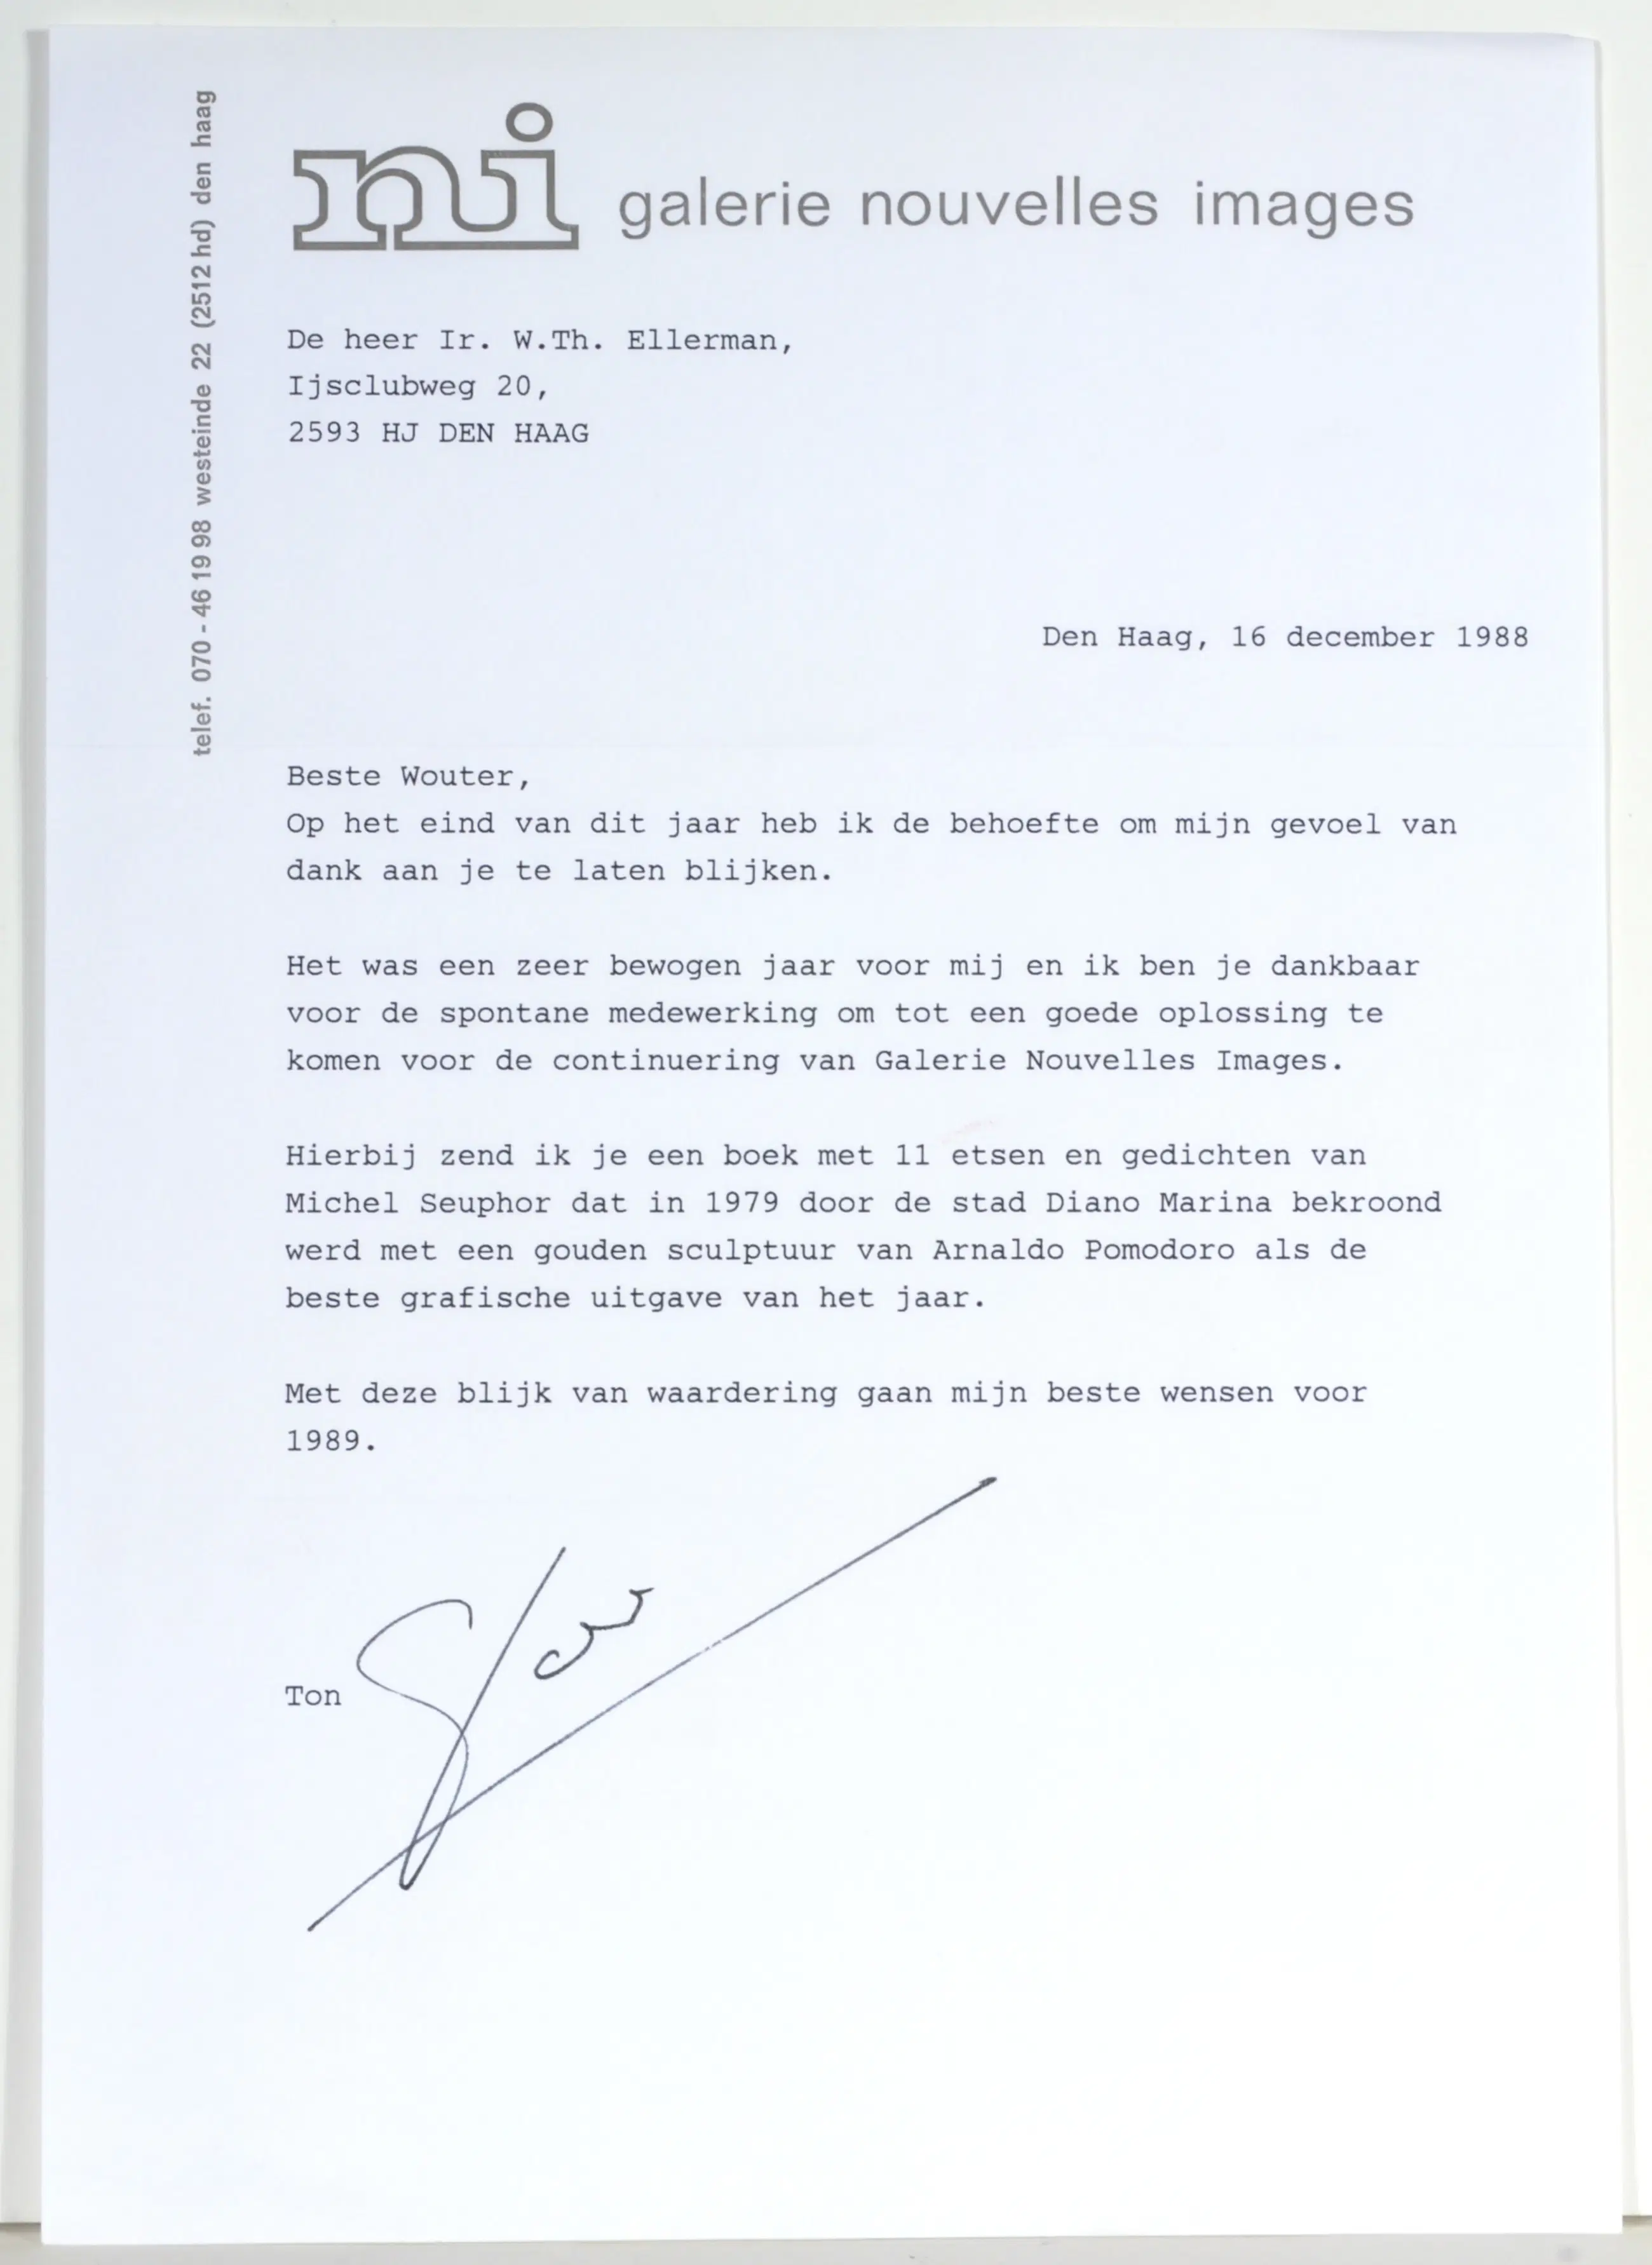 ni galerie nouvelles images
telef. 070 - 46 19 98 westeinde 22 (2512 hd) den haag
De heer Ir. W.Th. Ellerman,
Ijsclubweg 20,
2593 HJ DEN HAAG
Den Haag, 16 december 1988
Beste Wouter,
Op het eind van dit jaar heb ik de behoefte om mijn gevoel van
dank aan je te laten blijken.
Het was een zeer bewogen jaar voor mij en ik ben je dankbaar
voor de spontane medewerking om tot een goede oplossing te
komen voor de continuering van Galerie Nouvelles Images.
Hierbij zend ik je een boek met 11 etsen en gedichten van
Michel Seuphor dat in 1979 door de stad Diano Marina bekroond
werd met een gouden sculptuur van Arnaldo Pomodoro als de
beste grafische uitgave van het jaar.
Met deze blijk van waardering gaan mijn beste wensen voor
1989.
Ton